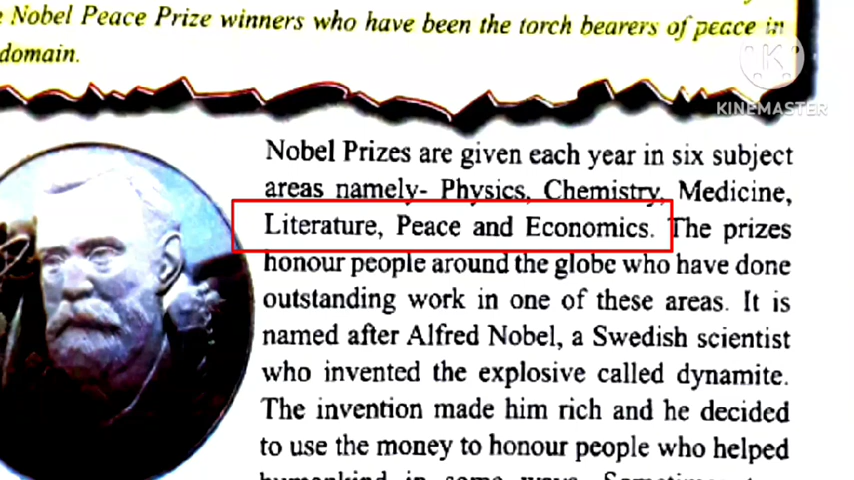 Nobel Peace Prize winners who have been the torch bearers of peace in
domain.
KINEMASTER
Nobel Prizes are given each year in six subject
areas namely- Physics, Chemistry, Medicine,
Literature, Peace and Economics. The prizes
honour people around the globe who have done
outstanding work in one of these areas. It is
named after Alfred Nobel, a Swedish scientist
who invented the explosive called dynamite.
The invention made him rich and he decided
to use the money to honour people who helped
humankind in some ways.